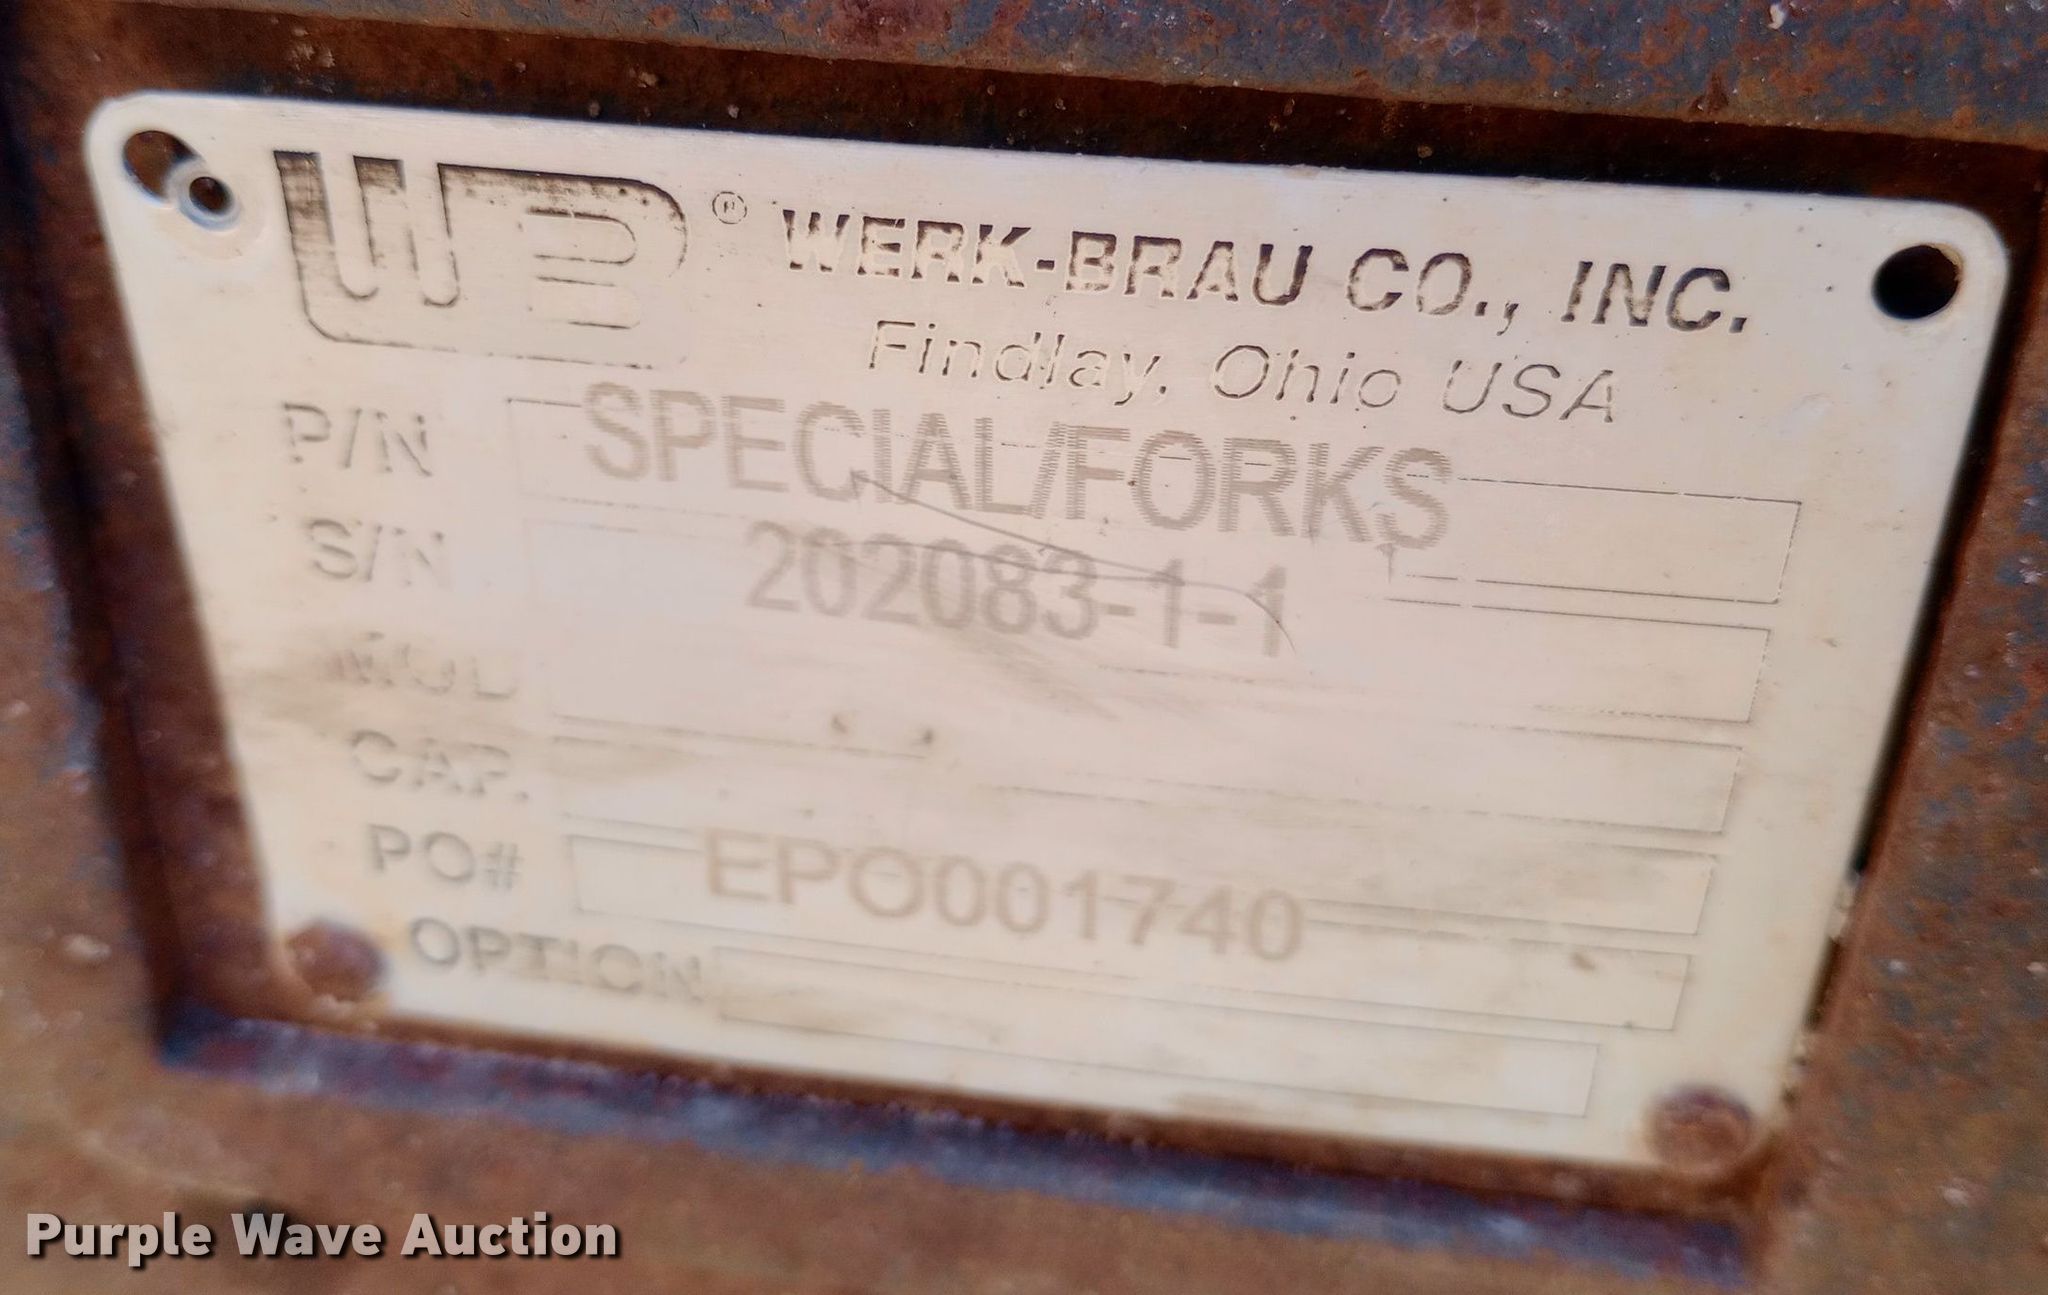 WB ® WERK-BRAU CO., INC.
Findlay, Ohio USA
P/N SPECIAL/FORKS
S/N 202083-1-1
MOD
CAP.
PO# EPO001740
OPTION
Purple Wave Auction